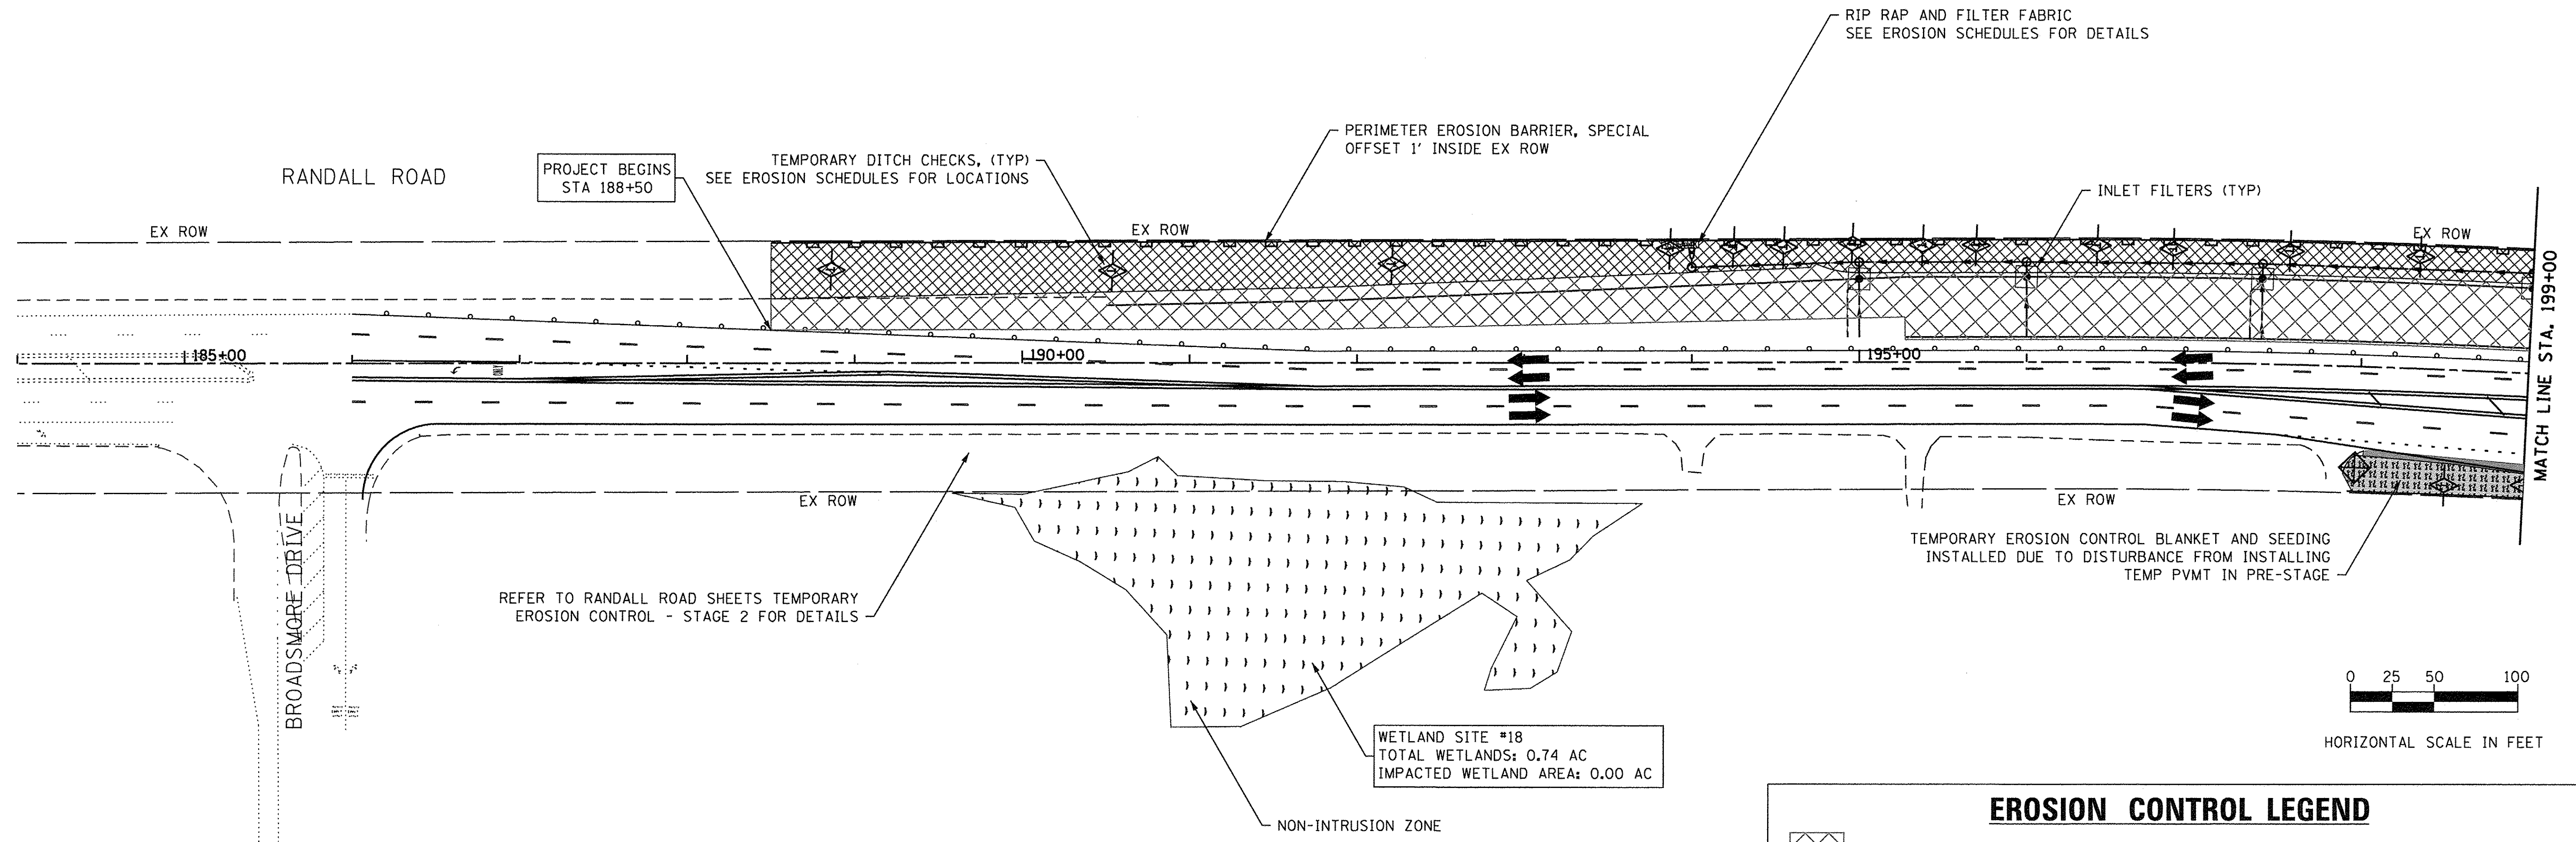 RIP RAP AND FILTER FABRIC
SEE EROSION SCHEDULES FOR DETAILS
PERIMETER EROSION BARRIER, SPECIAL
OFFSET 1' INSIDE EX ROW
RANDALL ROAD
PROJECT BEGINS
STA 188+50
TEMPORARY DITCH CHECKS, (TYP)
SEE EROSION SCHEDULES FOR LOCATIONS
INLET FILTERS (TYP)
EX ROW
EX ROW
EX ROW
185+00
190+00
195+00
ONLY
MATCH LINE STA. 199+00
EX ROW
EX ROW
BROADSMORE DRIVE
TEMPORARY EROSION CONTROL BLANKET AND SEEDING
INSTALLED DUE TO DISTURBANCE FROM INSTALLING
TEMP PVMT IN PRE-STAGE
REFER TO RANDALL ROAD SHEETS TEMPORARY
EROSION CONTROL - STAGE 2 FOR DETAILS
0 25 50 100
HORIZONTAL SCALE IN FEET
WETLAND SITE #18
TOTAL WETLANDS: 0.74 AC
IMPACTED WETLAND AREA: 0.00 AC
NON-INTRUSION ZONE
EROSION CONTROL LEGEND